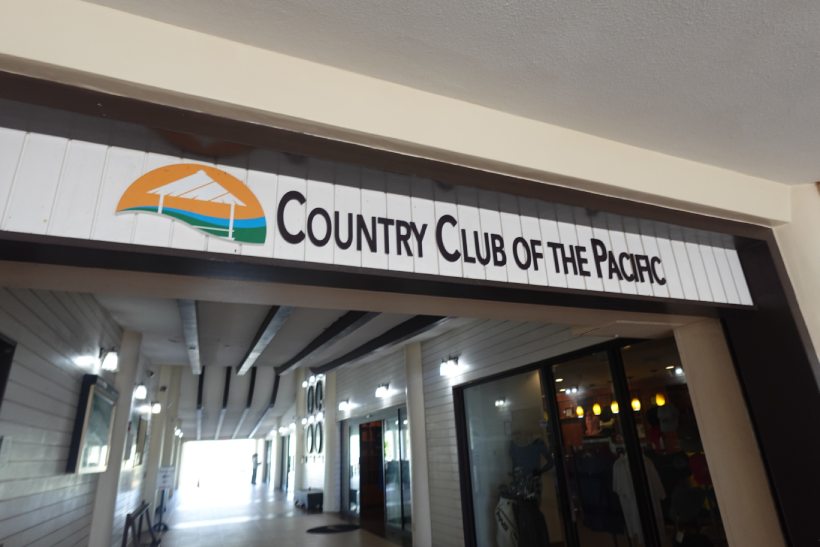 COUNTRY CLUB OF THE PACIFIC